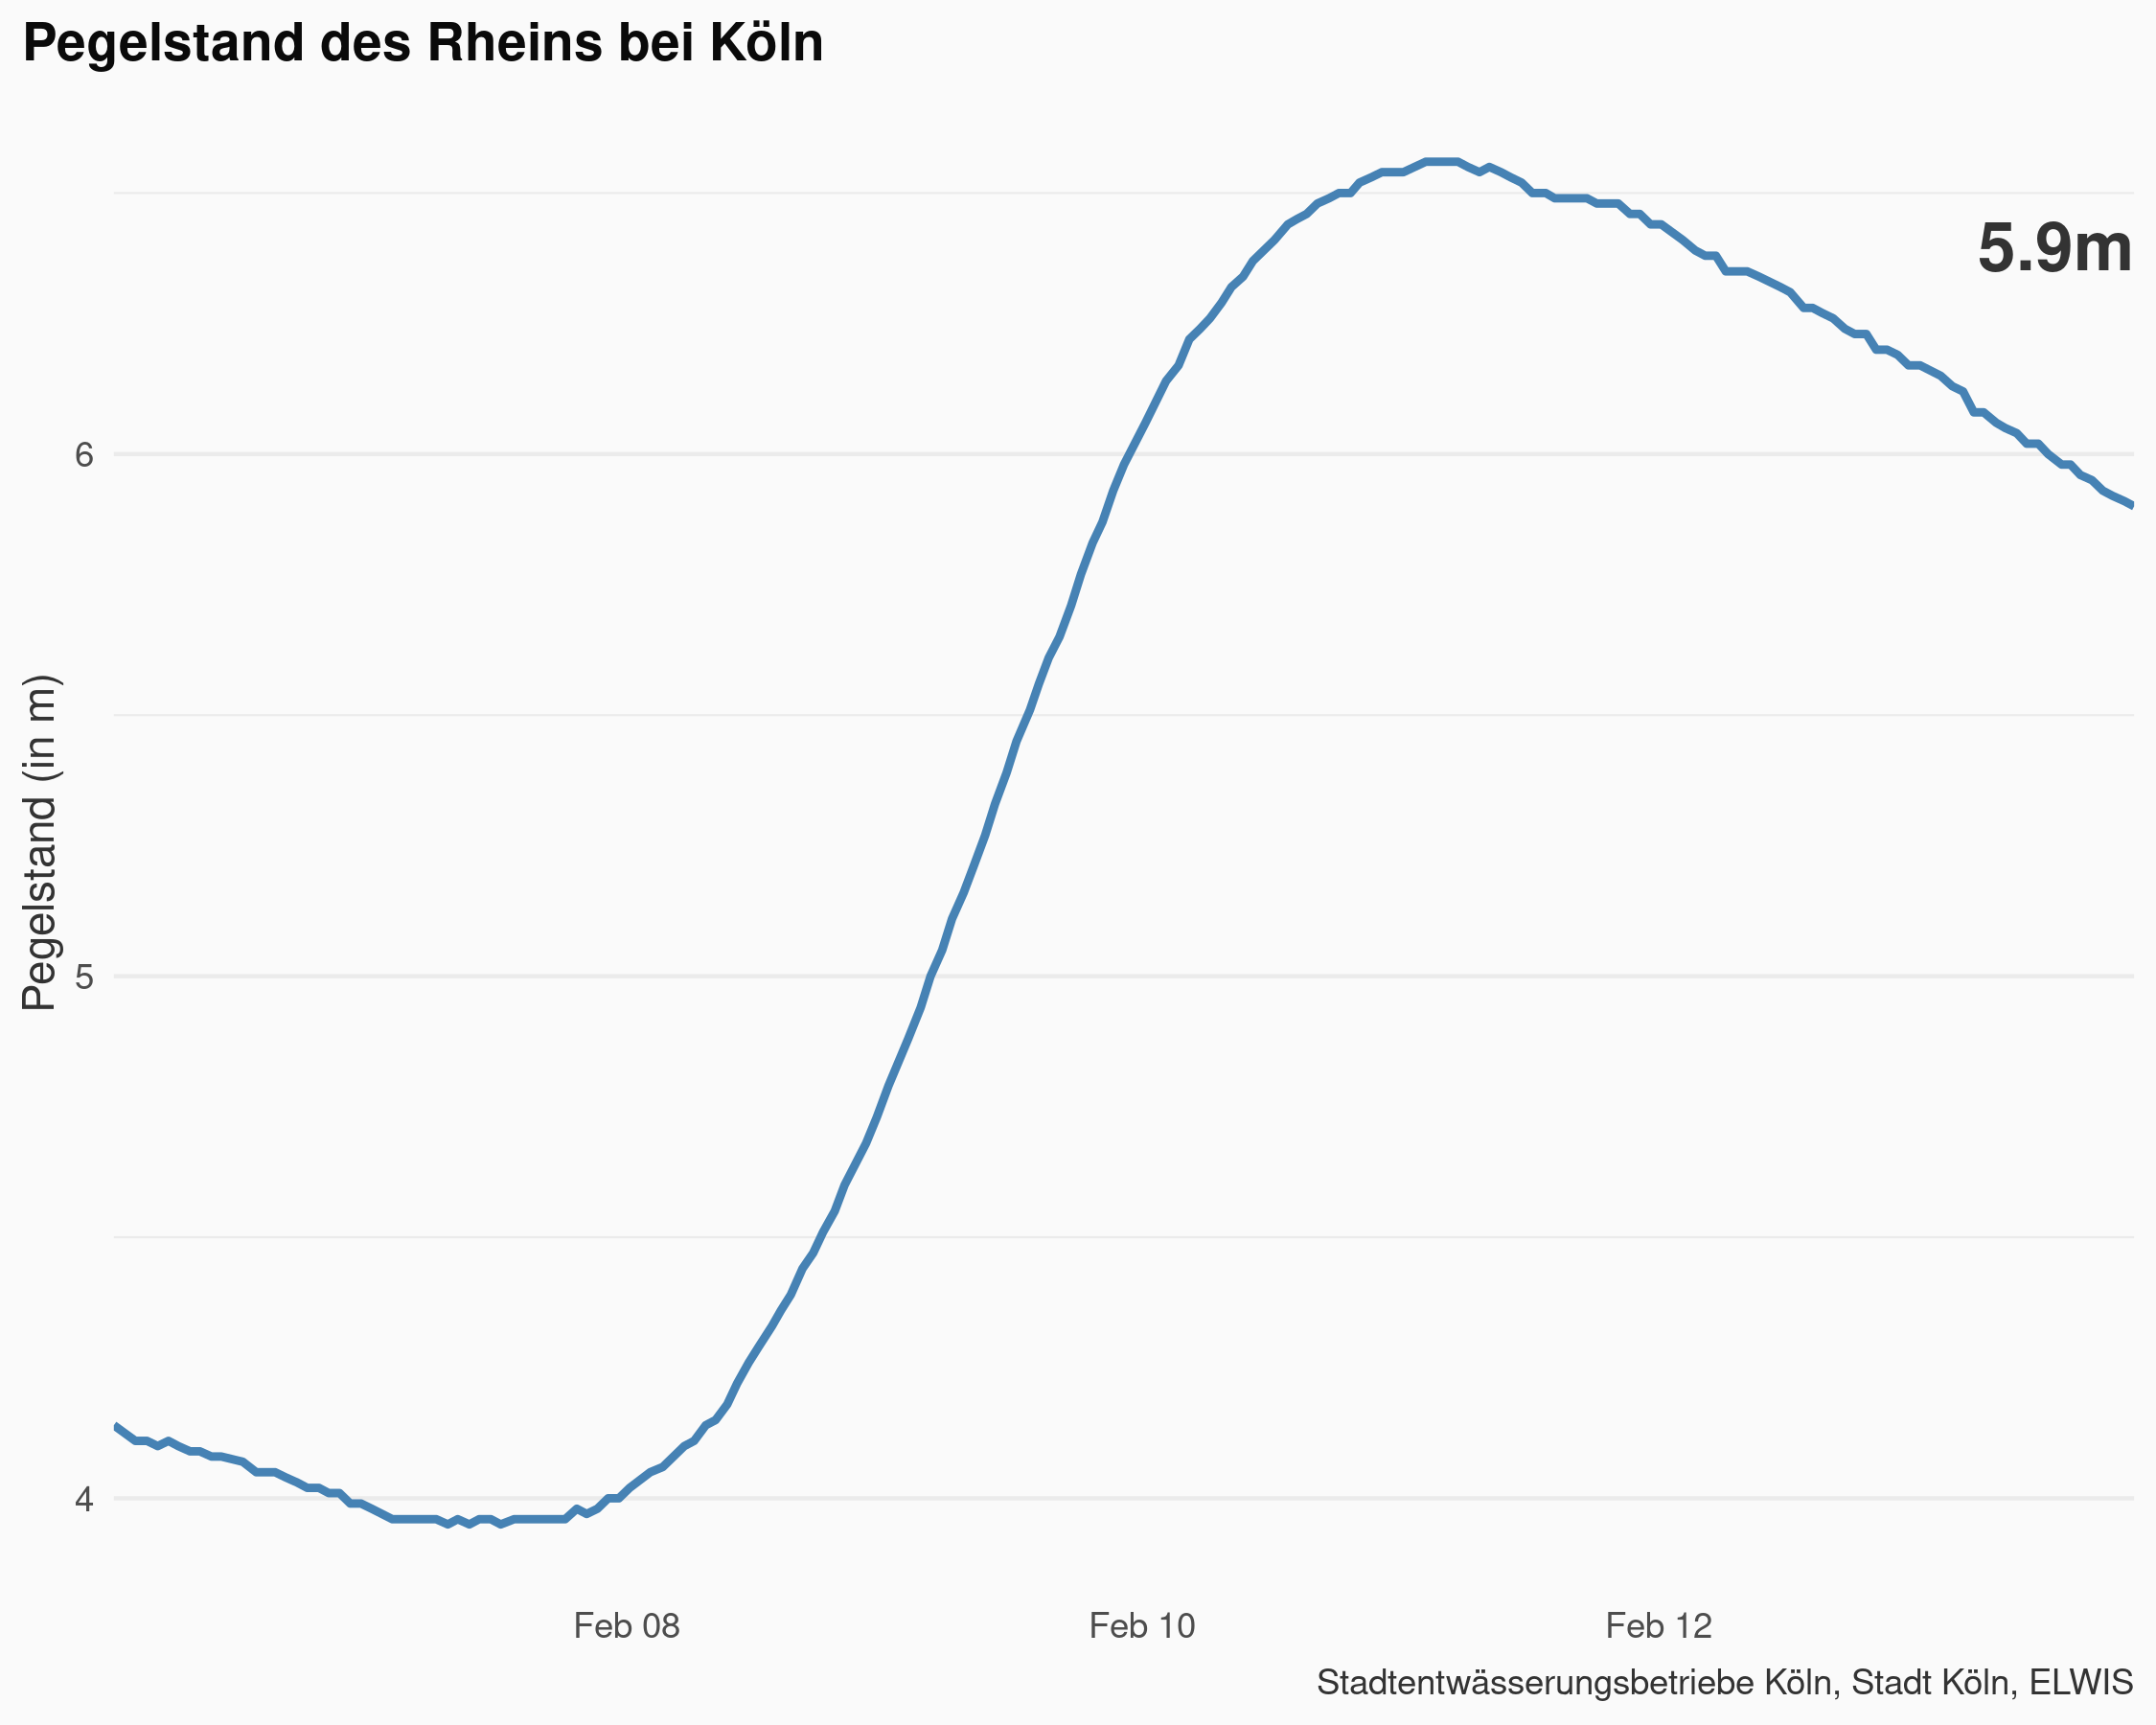 Pegelstand des Rheins bei Köln
5.9m
Pegelstand (in m)
6
5
4
Feb 08
Feb 10
Feb 12
Stadtentwässerungsbetriebe Köln, Stadt Köln, ELWIS